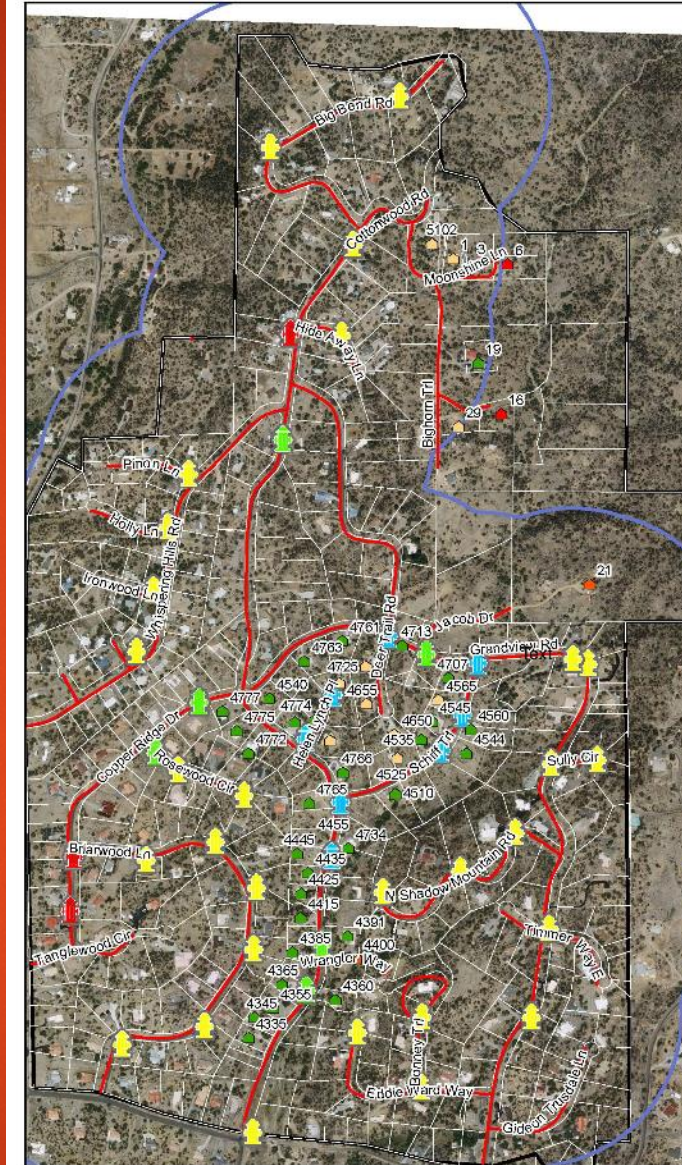 Big Bend Rd
Cottonwood Rd
5102
1
3
6
Moonshine Ln
Hide Away Ln
19
16
29
Bighorn Trl
Pinon Ln
Holly Ln
Whispering Hills Rd
Ironwood Ln
21
Jacob Dr
Deer Trail Rd
4761
4713
Grandview Rd
Text
4763
4725
4707
4565
4540
4655
4777
4774
Helen Lynch Pl
4545
4560
4775
4650
4535
4544
4772
Copper Ridge Dr
Schiff Trl
Sully Cir
Rosewood Cir
4766
4525
4765
4510
4455
4445
4734
4435
Briarwood Ln
N Shadow Mountain Rd
4425
4415
4391
4385
4400
Timmer Way E
Tanglewood Cir
Wrangler Way
4365
4355
4360
4345
4335
Bonney Trl
Eddie Ward Way
Gideon Trusdale Ln